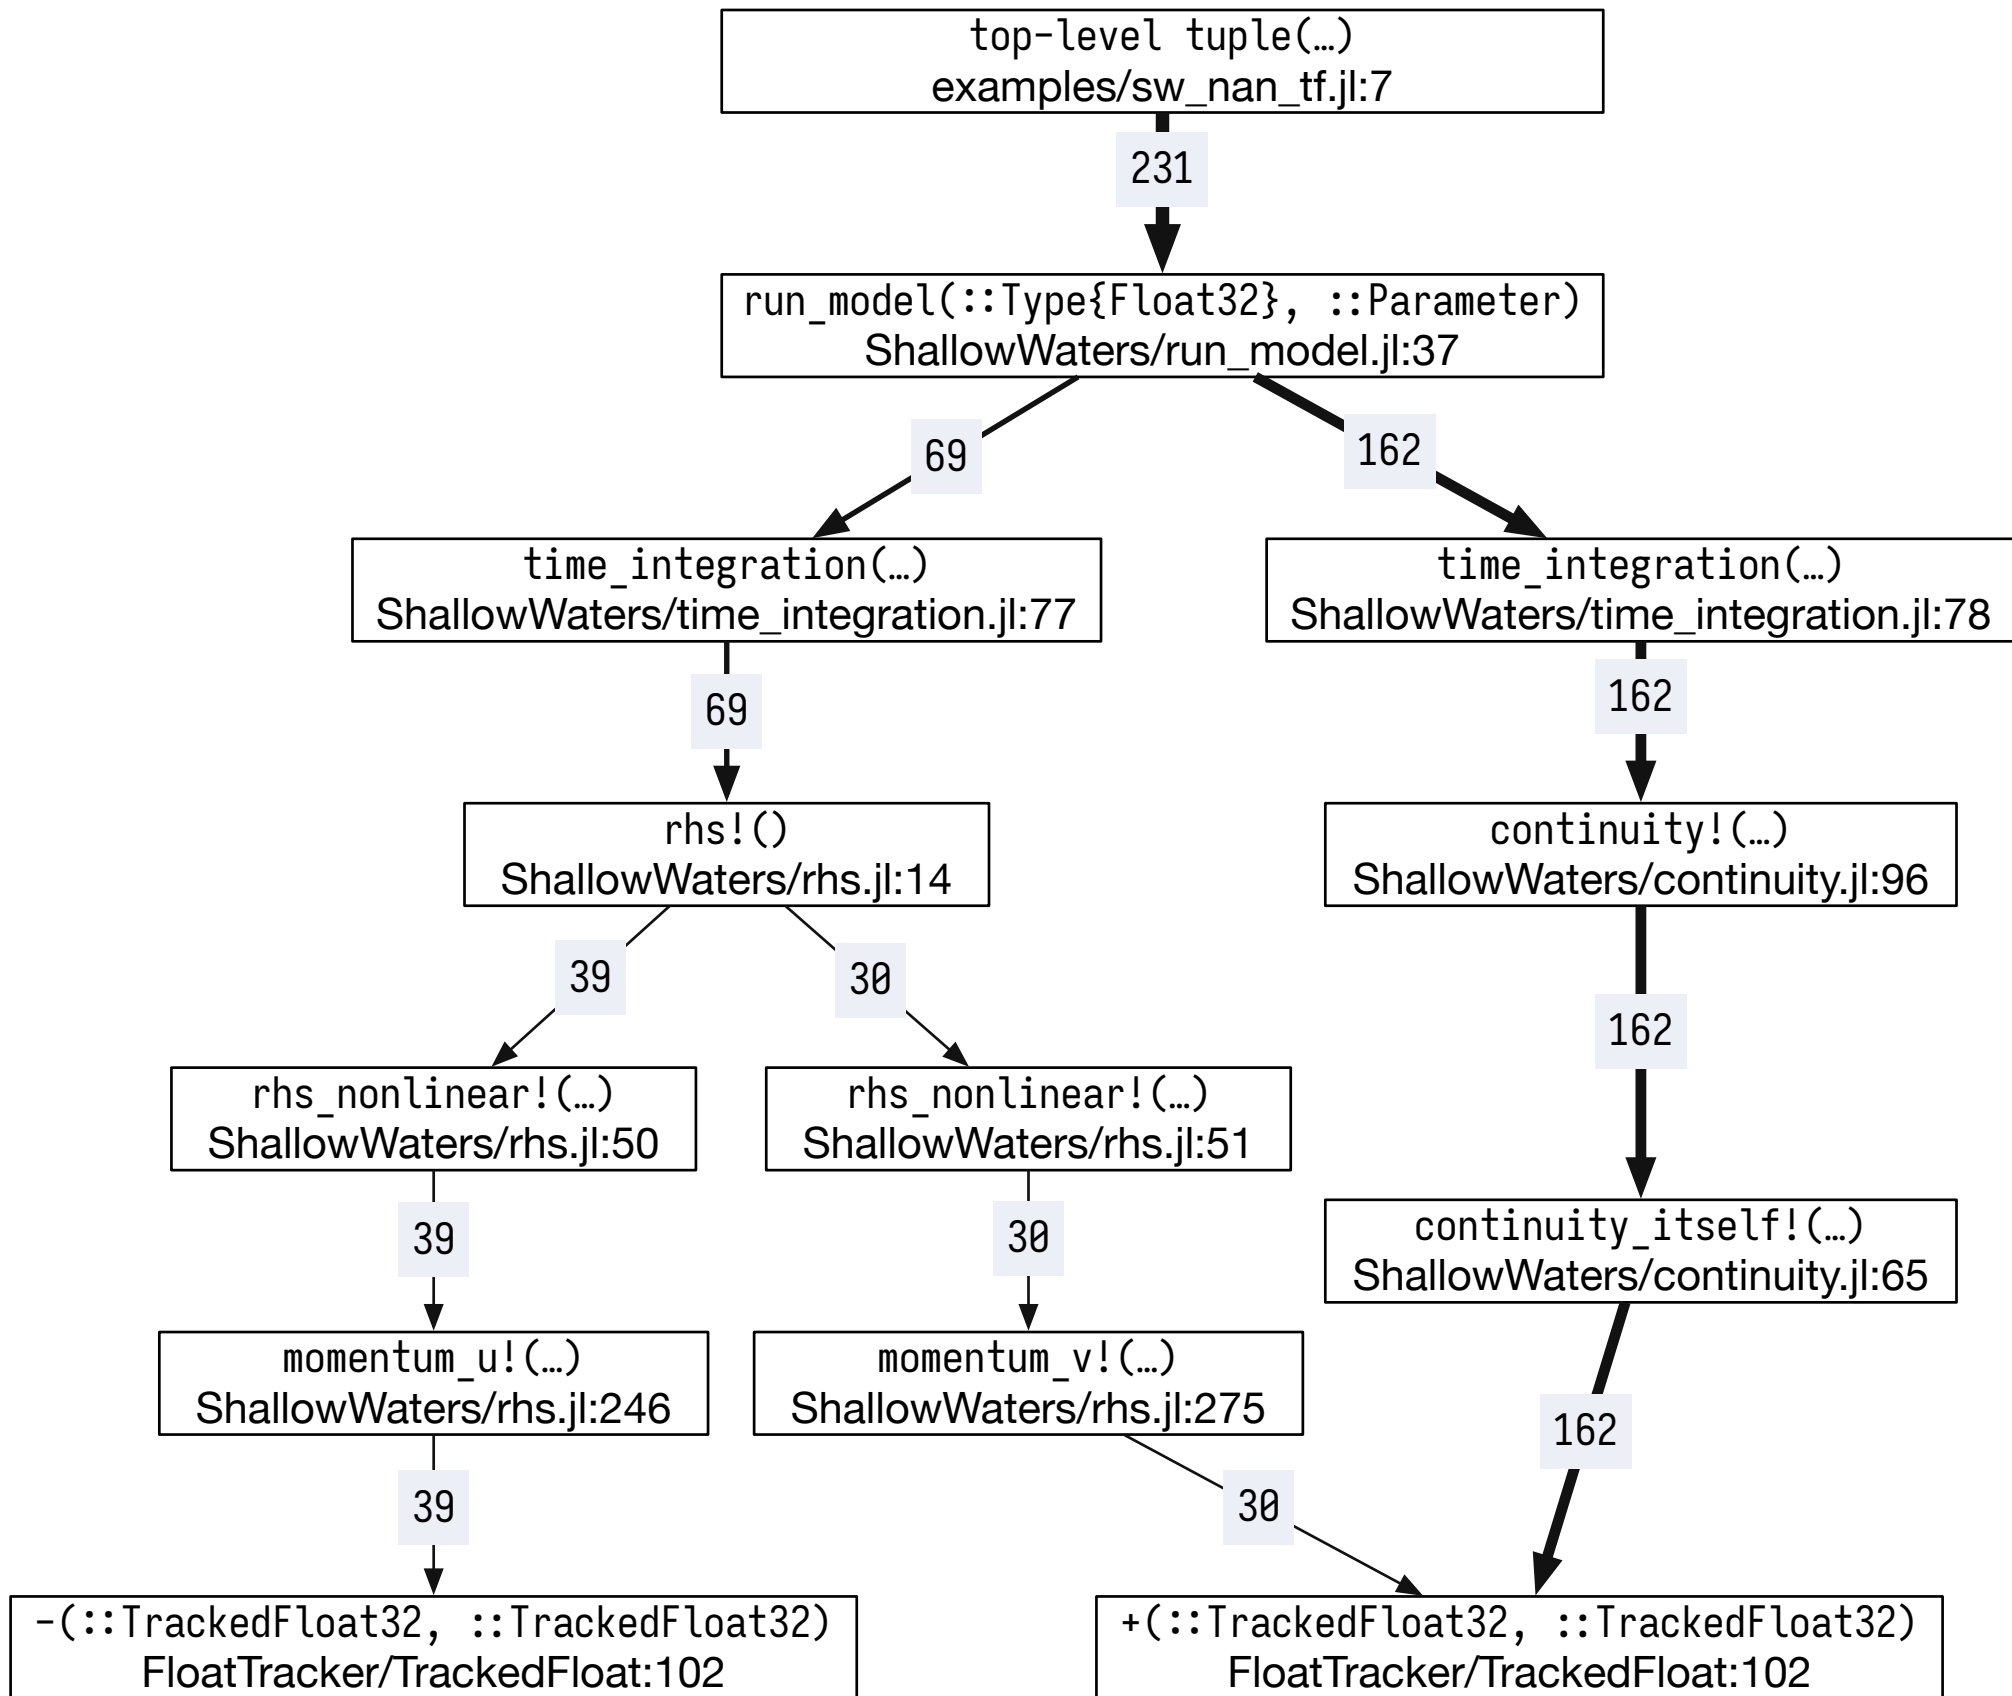 top-level tuple(…)
examples/sw_nan_tf.jl:7
231
run_model(::Type{Float32}, ::Parameter)
ShallowWaters/run_model.jl:37
69
162
time_integration(…)
ShallowWaters/time_integration.jl:77
time_integration(…)
ShallowWaters/time_integration.jl:78
69
162
rhs!()
ShallowWaters/rhs.jl:14
continuity!(…)
ShallowWaters/continuity.jl:96
39
30
162
rhs_nonlinear!(…)
ShallowWaters/rhs.jl:50
rhs_nonlinear!(…)
ShallowWaters/rhs.jl:51
39
30
continuity_itself!(…)
ShallowWaters/continuity.jl:65
momentum_u!(…)
ShallowWaters/rhs.jl:246
momentum_v!(…)
ShallowWaters/rhs.jl:275
162
39
30
-(::TrackedFloat32, ::TrackedFloat32)
FloatTracker/TrackedFloat:102
+(::TrackedFloat32, ::TrackedFloat32)
FloatTracker/TrackedFloat:102